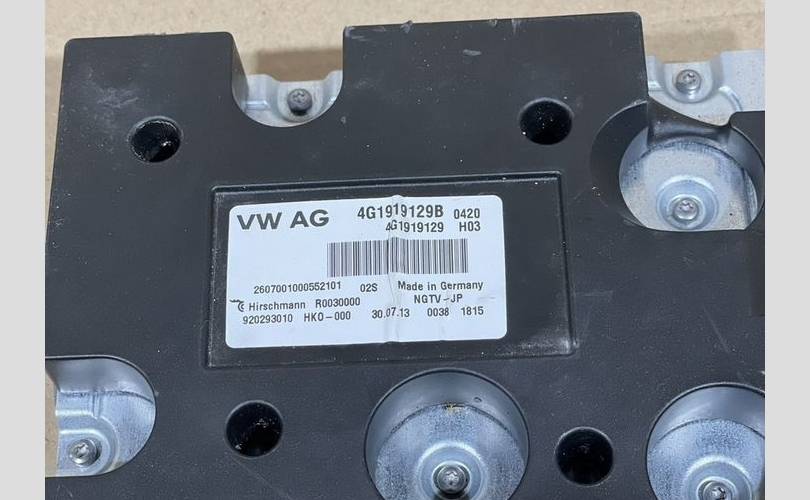 VW AG 4G1919129B 0420
4G1919129 H03
2607001000552101 02S Made in Germany
Hirschmann R0030000 NGTV-JP
920293010 HK0-000 30.07.13 0038 1815